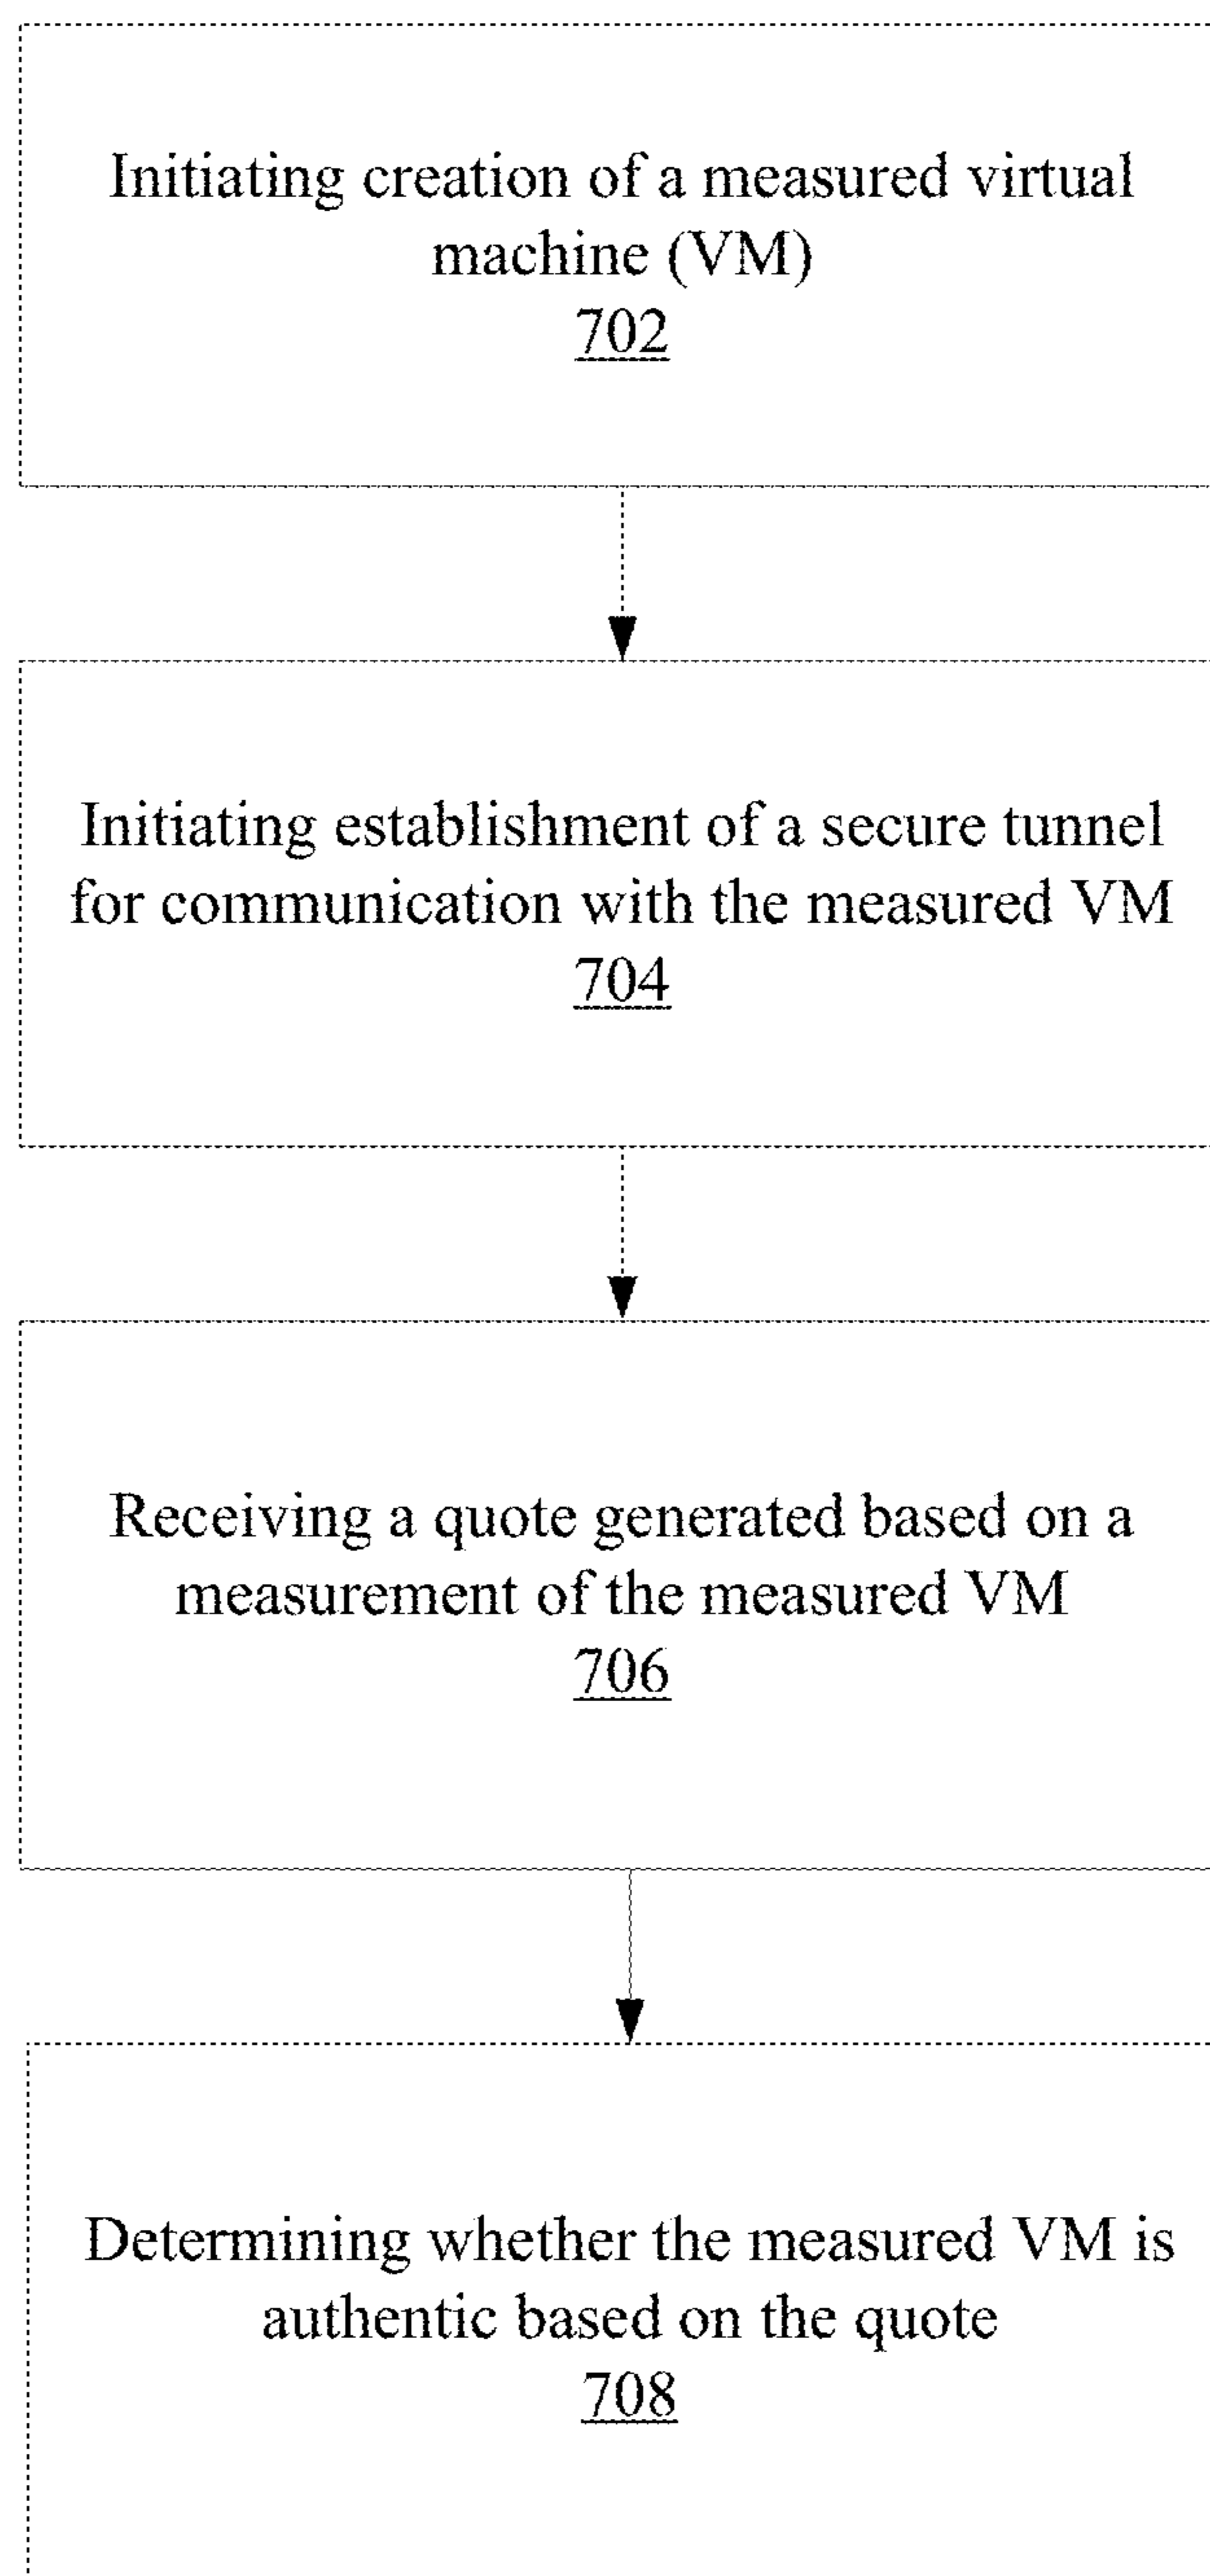 Initiating creation of a measured virtual
machine (VM)
702
Initiating establishment of a secure tunnel
for communication with the measured VM
704
Receiving a quote generated based on a
measurement of the measured VM
706
Determining whether the measured VM is
authentic based on the quote
708